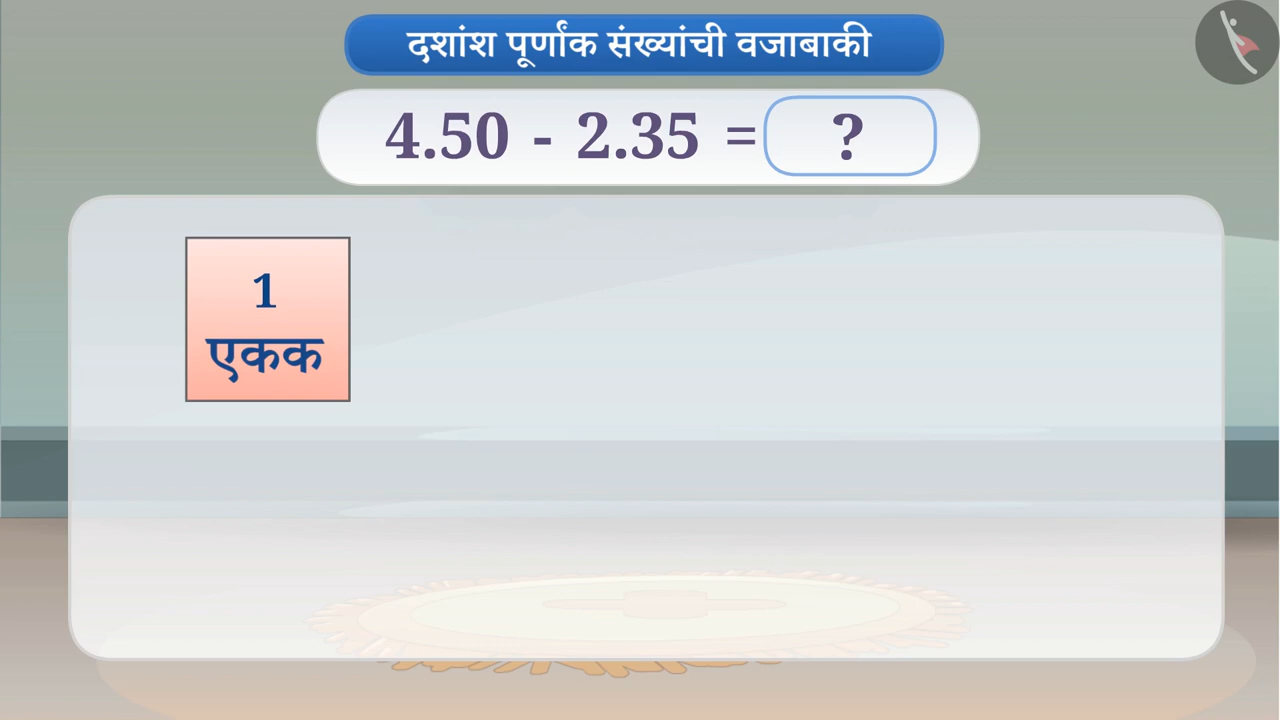 दशांश पूर्णांक संख्यांची वजाबाकी
4.50 - 2.35 = ?
1
एकक